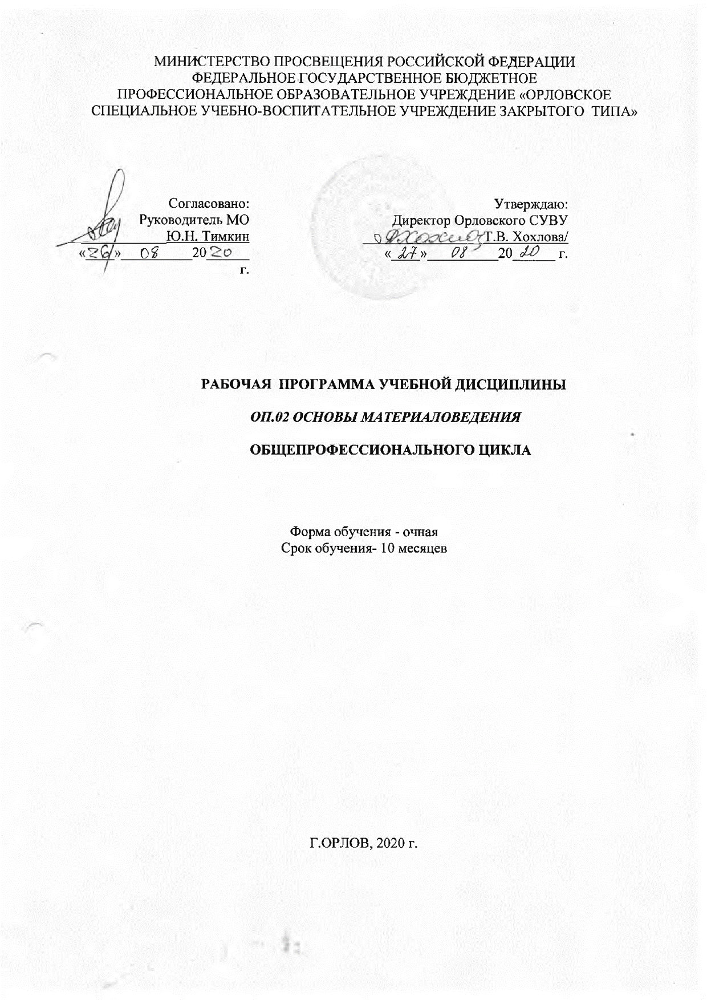 МИНИСТЕРСТВО ПРОСВЕЩЕНИЯ РОССИЙСКОЙ ФЕДЕРАЦИИ
ФЕДЕРАЛЬНОЕ ГОСУДАРСТВЕННОЕ БЮДЖЕТНОЕ
ПРОФЕССИОНАЛЬНОЕ ОБРАЗОВАТЕЛЬНОЕ УЧРЕЖДЕНИЕ «ОРЛОВСКОЕ
СПЕЦИАЛЬНОЕ УЧЕБНО-ВОСПИТАТЕЛЬНОЕ УЧРЕЖДЕНИЕ ЗАКРЫТОГО ТИПА»
Согласовано:
Руководитель МО
Ю.Н. Тимкин
«26» 08 2020
г.
Утверждаю:
Директор Орловского СУВУ
Т.В. Хохлова/
«27» 08 2020 г.
РАБОЧАЯ ПРОГРАММА УЧЕБНОЙ ДИСЦИПЛИНЫ
ОП.02 ОСНОВЫ МАТЕРИАЛОВЕДЕНИЯ
ОБЩЕПРОФЕССИОНАЛЬНОГО ЦИКЛА
Форма обучения - очная
Срок обучения- 10 месяцев
Г.ОРЛОВ, 2020 г.